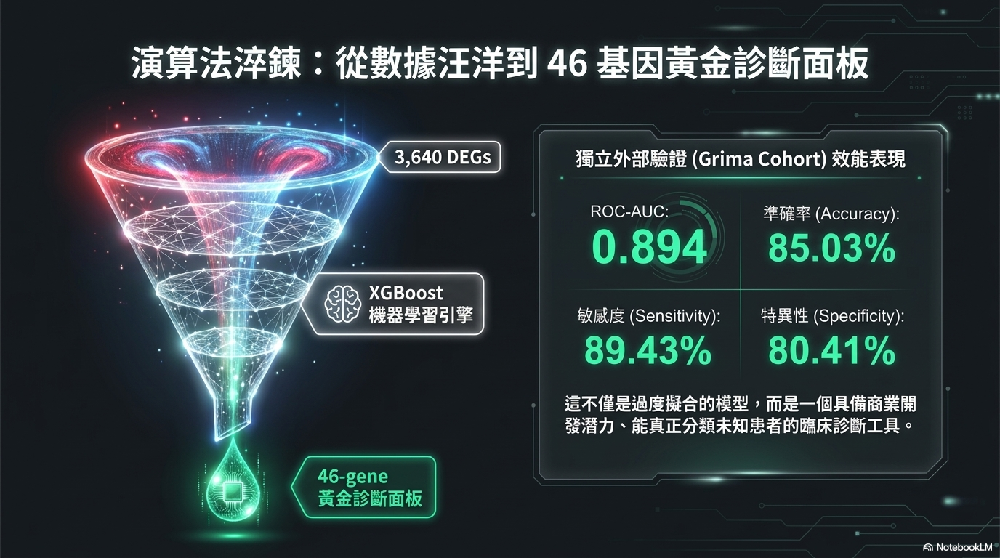 演算法淬鍊：從數據汪洋到 46 基因黃金診斷面板
3,640 DEGs
XGBoost
機器學習引擎
46-gene
黃金診斷面板
獨立外部驗證 (Grima Cohort) 效能表現
ROC-AUC:
0.894
準確率 (Accuracy):
85.03%
敏感度 (Sensitivity):
89.43%
特異性 (Specificity):
80.41%
這不僅是過度擬合的模型，而是一個具備商業開
發潛力、能真正分類未知患者的臨床診斷工具。
NotebookLM